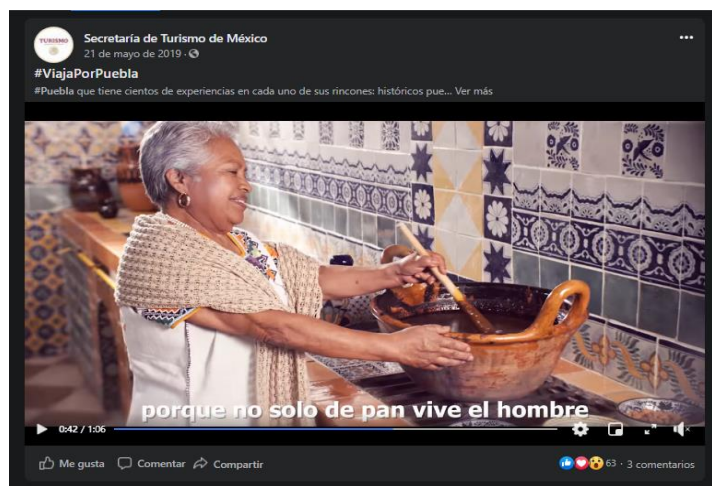 TURISMO
Secretaría de Turismo de México
21 de mayo de 2019 ·
#ViajaPorPuebla
#Puebla que tiene cientos de experiencias en cada uno de sus rincones: históricos pue... Ver más
porque no solo de pan vive el hombre
0:42 / 1:06
Me gusta Comentar Compartir
63 · 3 comentarios